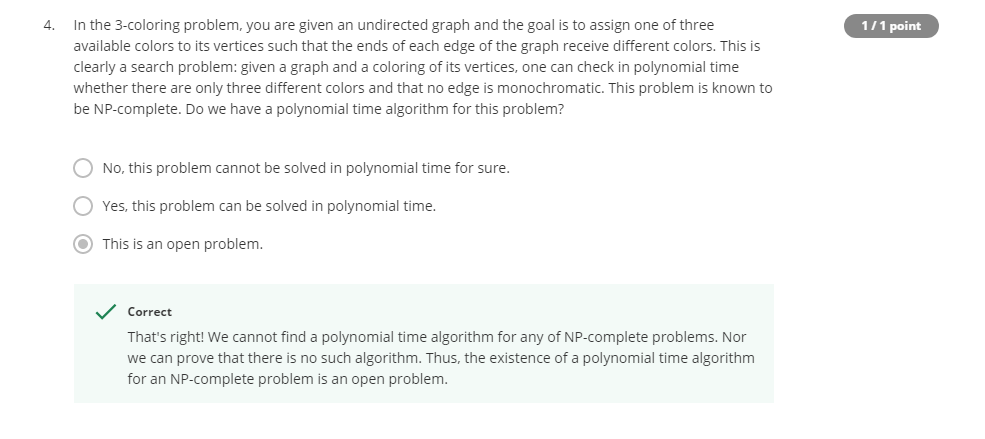 4. In the 3-coloring problem, you are given an undirected graph and the goal is to assign one of three
1 / 1 point
available colors to its vertices such that the ends of each edge of the graph receive different colors. This is
clearly a search problem: given a graph and a coloring of its vertices, one can check in polynomial time
whether there are only three different colors and that no edge is monochromatic. This problem is known to
be NP-complete. Do we have a polynomial time algorithm for this problem?
No, this problem cannot be solved in polynomial time for sure.
Yes, this problem can be solved in polynomial time.
This is an open problem.
Correct
That's right! We cannot find a polynomial time algorithm for any of NP-complete problems. Nor
we can prove that there is no such algorithm. Thus, the existence of a polynomial time algorithm
for an NP-complete problem is an open problem.